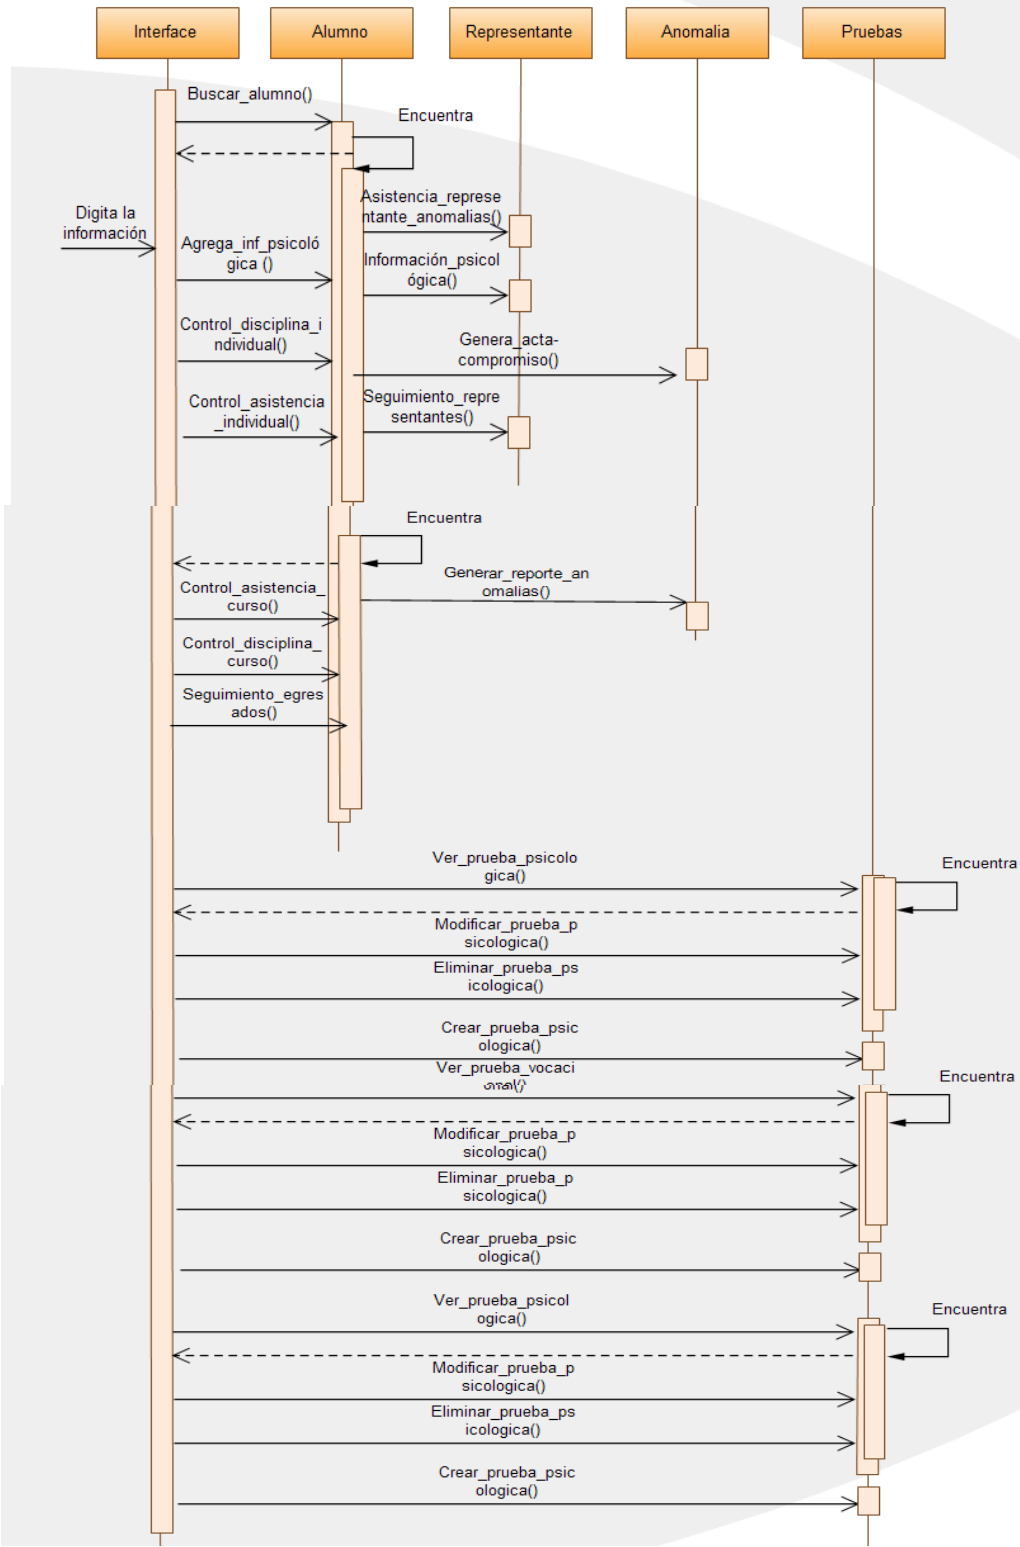 Interface
Alumno
Representante
Anomalia
Pruebas
Buscar_alumno()
Encuentra
Asistencia_represe
ntante_anomalias()
Digita la
información
Agrega_inf_psicoló
gica ()
Información_psicol
ógica()
Control_disciplina_i
ndividual()
Genera_acta-
compromiso()
Control_asistencia
_individual()
Seguimiento_repre
sentantes()
Encuentra
Generar_reporte_an
omalias()
Control_asistencia_
curso()
Control_disciplina_
curso()
Seguimiento_egres
ados()
Ver_prueba_psicolo
gica()
Encuentra
Modificar_prueba_p
sicologica()
Eliminar_prueba_ps
icologica()
Crear_prueba_psic
ologica()
Ver_prueba_vocaci
Encuentra
Modificar_prueba_p
sicologica()
Eliminar_prueba_p
sicologica()
Crear_prueba_psic
ologica()
Ver_prueba_psicol
ogica()
Encuentra
Modificar_prueba_p
sicologica()
Eliminar_prueba_ps
icologica()
Crear_prueba_psic
ologica()